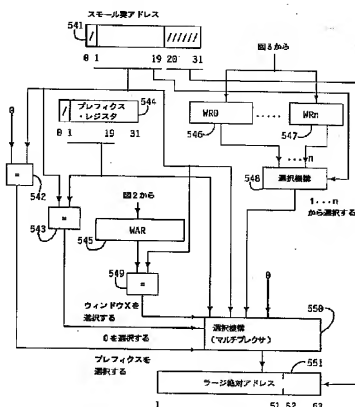 スモール実アドレス
541
0 1 19 20 31
図3から
プレフィクス
・レジスタ
544
0 1 19 31
0
WR0 ..... WRn
546 547
....n
選択機構
548
1...n
から選択する
=
542
=
543
図2から
WAR
545
=
549
ウィンドウXを
選択する
0を選択する
プレフィクスを
選択する
0
選択機構
(マルチプレクサ)
550
551
ラージ絶対アドレス
1 51 52 63